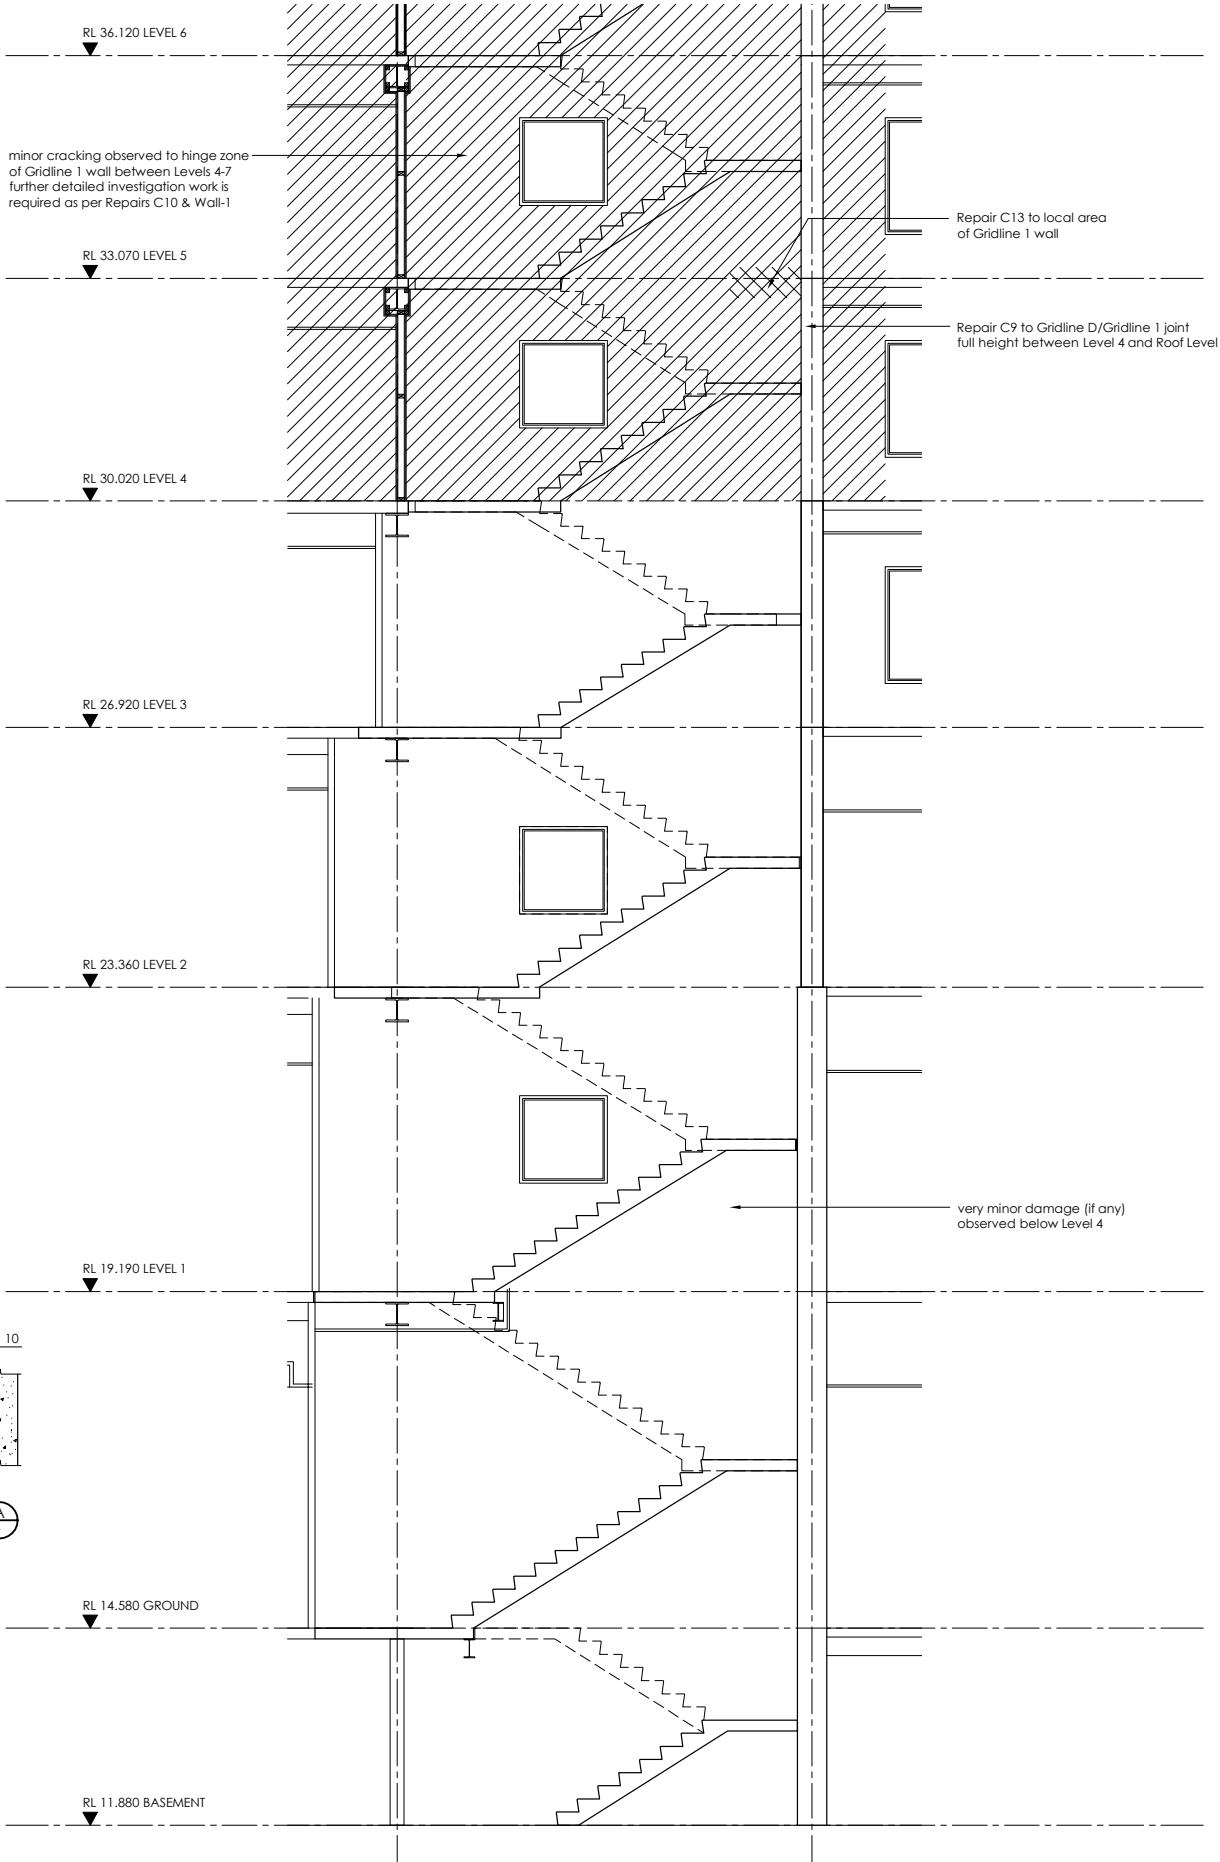 RL 36.120 LEVEL 6
minor cracking observed to hinge zone
of Gridline 1 wall between Levels 4-7
further detailed investigation work is
required as per Repairs C10 & Wall-1
Repair C13 to local area
of Gridline 1 wall
RL 33.070 LEVEL 5
Repair C9 to Gridline D/Gridline 1 joint
full height between Level 4 and Roof Level
RL 30.020 LEVEL 4
RL 26.920 LEVEL 3
RL 23.360 LEVEL 2
very minor damage (if any)
observed below Level 4
RL 19.190 LEVEL 1
10
RL 14.580 GROUND
RL 11.880 BASEMENT